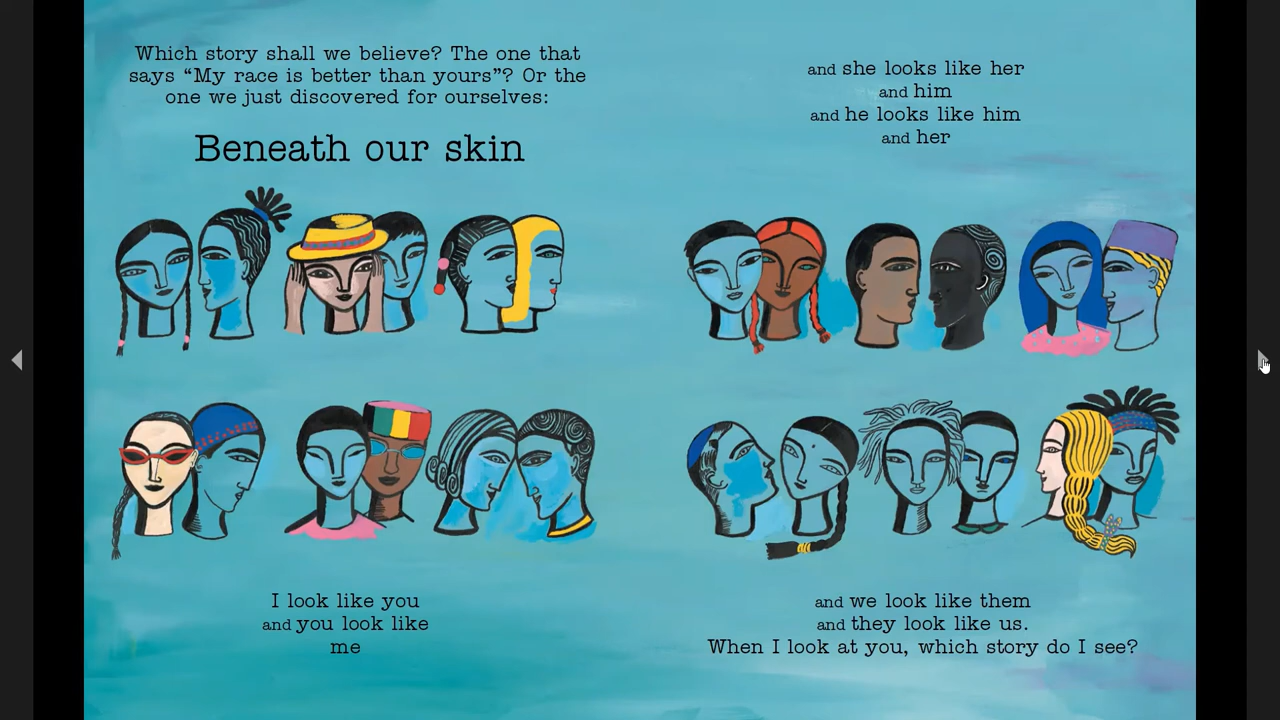 Which story shall we believe? The one that
says “My race is better than yours”? Or the
one we just discovered for ourselves:
Beneath our skin
I look like you
and you look like
me
and she looks like her
and him
and he looks like him
and her
and we look like them
and they look like us.
When I look at you, which story do I see?